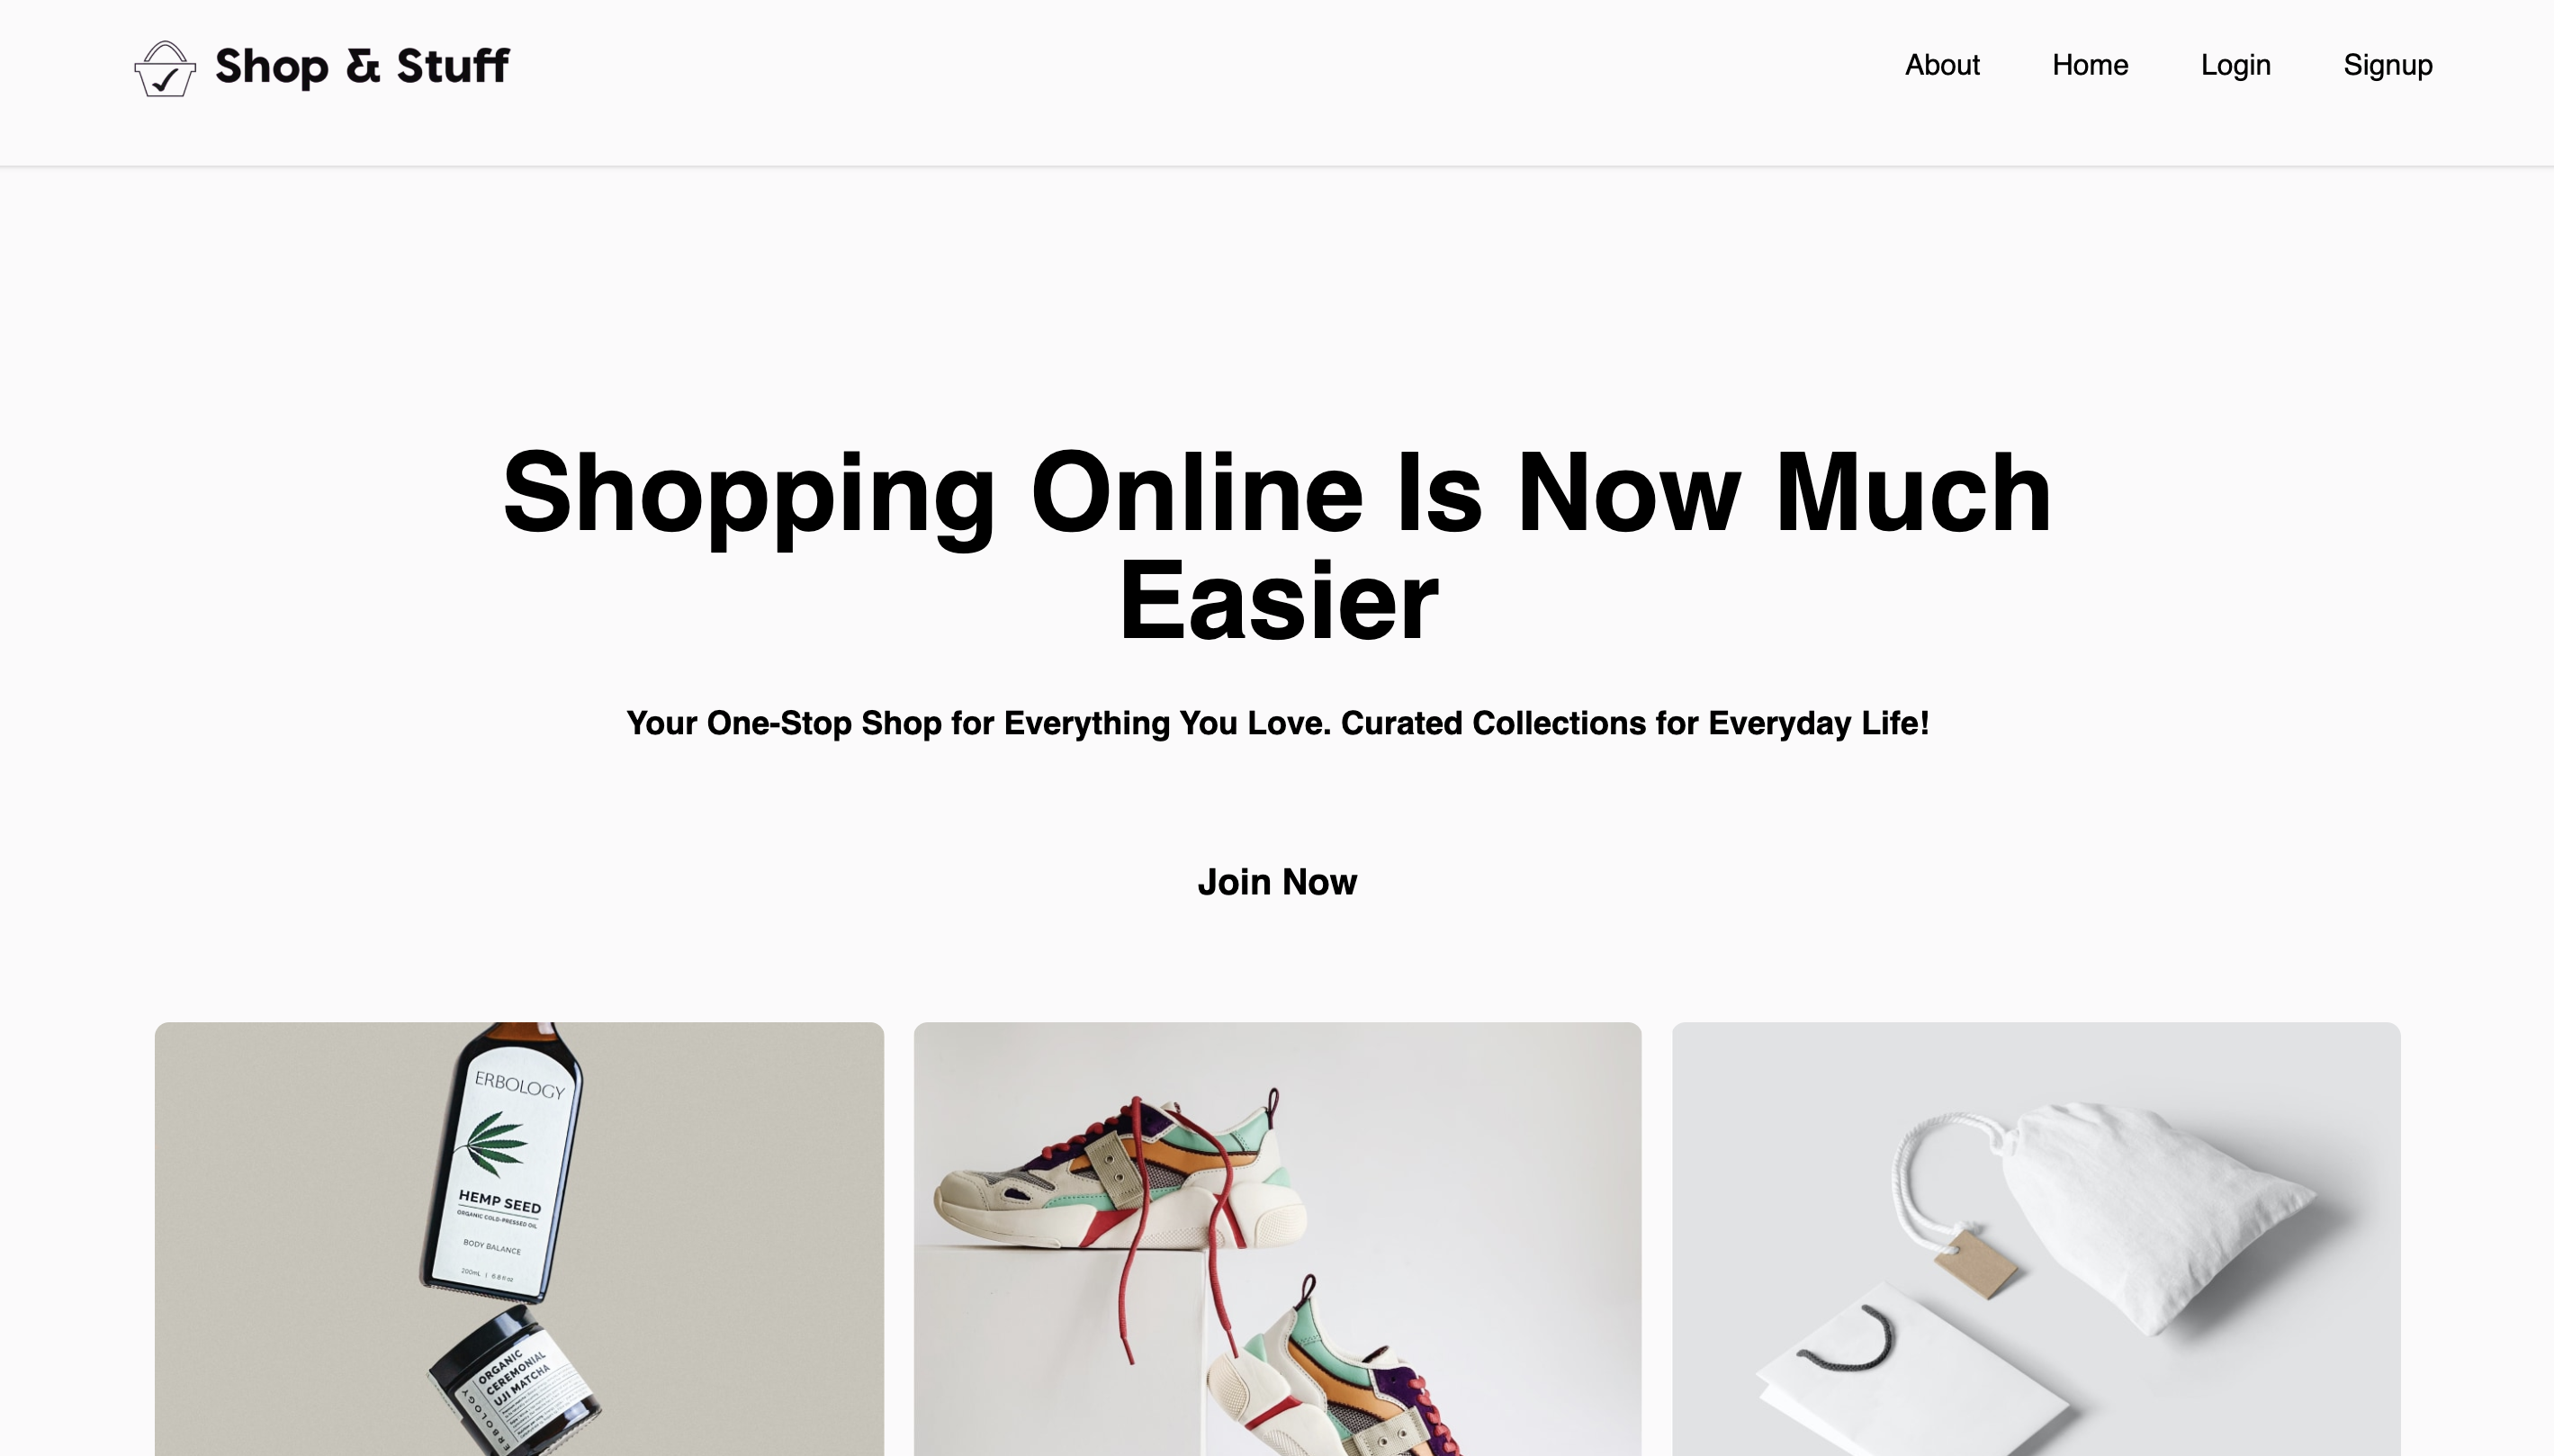 Shop & Stuff
About Home Login Signup
Shopping Online Is Now Much
Easier
Your One-Stop Shop for Everything You Love. Curated Collections for Everyday Life!
Join Now
ERBOLOGY
HEMP SEED
ORGANIC COLD-PRESSED OIL
BODY BALANCE
200mL | 6.8 fl oz
ORGANIC
CEREMONIAL
UJI MATCHA